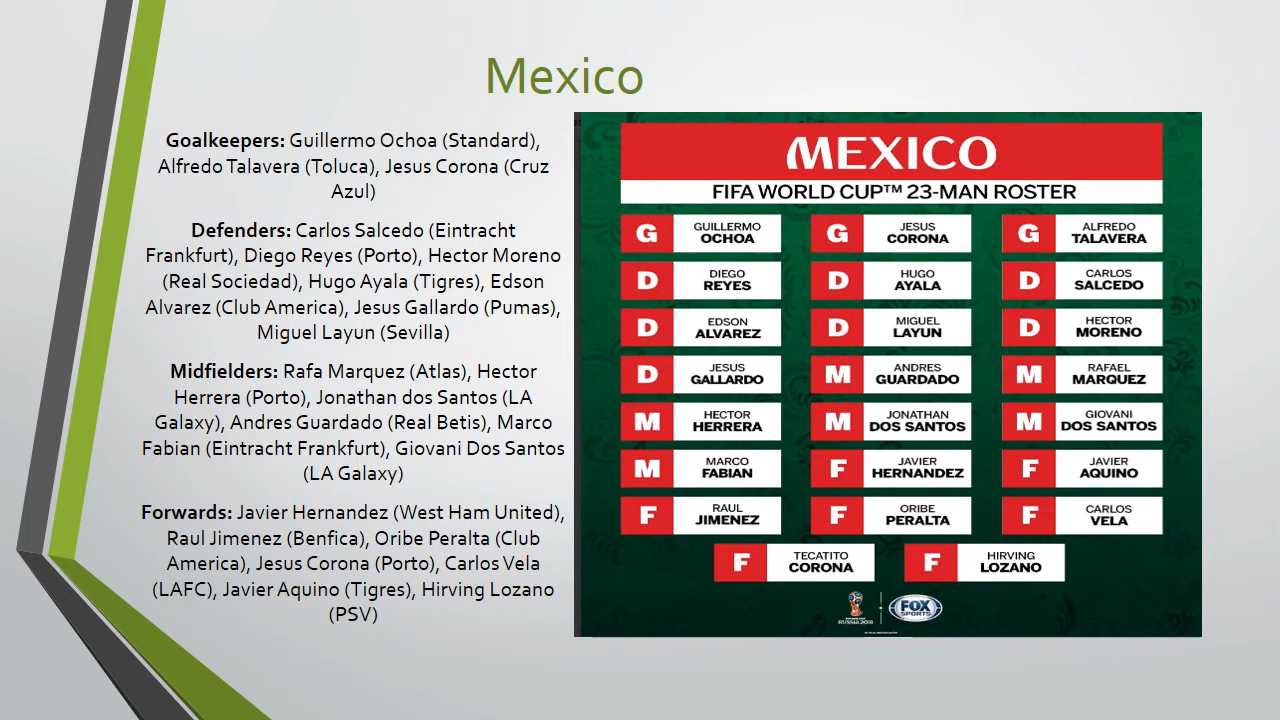 Mexico
Goalkeepers: Guillermo Ochoa (Standard),
Alfredo Talavera (Toluca), Jesus Corona (Cruz
Azul)
Defenders: Carlos Salcedo (Eintracht
Frankfurt), Diego Reyes (Porto), Hector Moreno
(Real Sociedad), Hugo Ayala (Tigres), Edson
Alvarez (Club America), Jesus Gallardo (Pumas),
Miguel Layun (Sevilla)
Midfielders: Rafa Marquez (Atlas), Hector
Herrera (Porto), Jonathan dos Santos (LA
Galaxy), Andres Guardado (Real Betis), Marco
Fabian (Eintracht Frankfurt), Giovani Dos Santos
(LA Galaxy)
Forwards: Javier Hernandez (West Ham United),
Raul Jimenez (Benfica), Oribe Peralta (Club
America), Jesus Corona (Porto), Carlos Vela
(LAFC), Javier Aquino (Tigres), Hirving Lozano
(PSV)
MEXICO
FIFA WORLD CUP™ 23-MAN ROSTER
G GUILLERMO OCHOA
G JESUS CORONA
G ALFREDO TALAVERA
D DIEGO REYES
D HUGO AYALA
D CARLOS SALCEDO
D EDSON ALVAREZ
D MIGUEL LAYUN
D HECTOR MORENO
D JESUS GALLARDO
M ANDRES GUARDADO
M RAFAEL MARQUEZ
M HECTOR HERRERA
M JONATHAN DOS SANTOS
M GIOVANI DOS SANTOS
M MARCO FABIAN
F JAVIER HERNANDEZ
F JAVIER AQUINO
F RAUL JIMENEZ
F ORIBE PERALTA
F CARLOS VELA
F TECATITO CORONA
F HIRVING LOZANO
RUSSIA 2018
FOX SPORTS